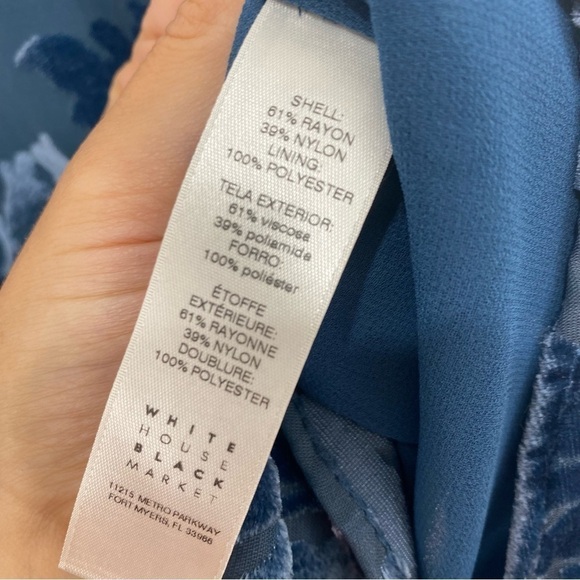 SHELL:
61% RAYON
39% NYLON
LINING:
100% POLYESTER
TELA EXTERIOR:
61% viscosa
39% poliamida
FORRO:
100% poliéster
ÉTOFFE
EXTÉRIEURE:
61% RAYONNE
39% NYLON
DOUBLURE:
100% POLYESTER
WHITE
HOUSE
BLACK
MARKET
11215 METRO PARKWAY
FORT MYERS, FL 33966